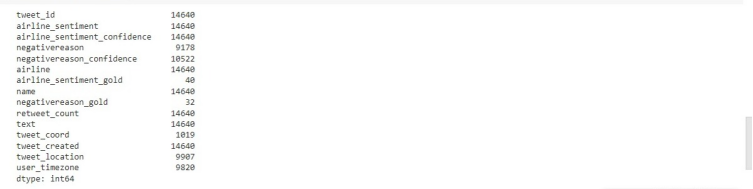 tweet_id 14640
airline_sentiment 14640
airline_sentiment_confidence 14640
negativereason 9178
negativereason_confidence 10522
airline 14640
airline_sentiment_gold 40
name 14640
negativereason_gold 32
retweet_count 14640
text 14640
tweet_coord 1019
tweet_created 14640
tweet_location 9907
user_timezone 9820
dtype: int64